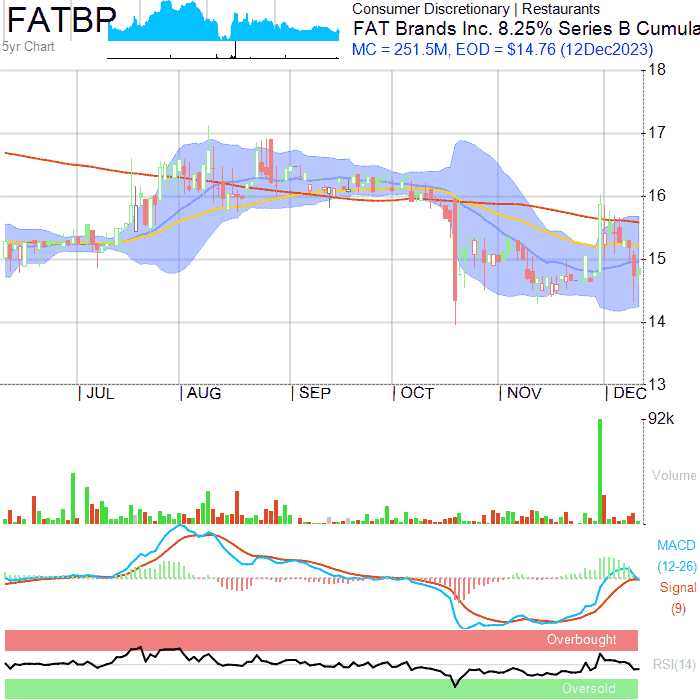 FATBP
5yr Chart
Consumer Discretionary | Restaurants
FAT Brands Inc. 8.25% Series B Cumula
MC = 251.5M, EOD = $14.76 (12Dec2023)
18
17
16
15
14
13
JUL
AUG
SEP
OCT
NOV
DEC
92k
Volume
MACD
(12-26)
Signal
(9)
Overbought
RSI(14)
Oversold